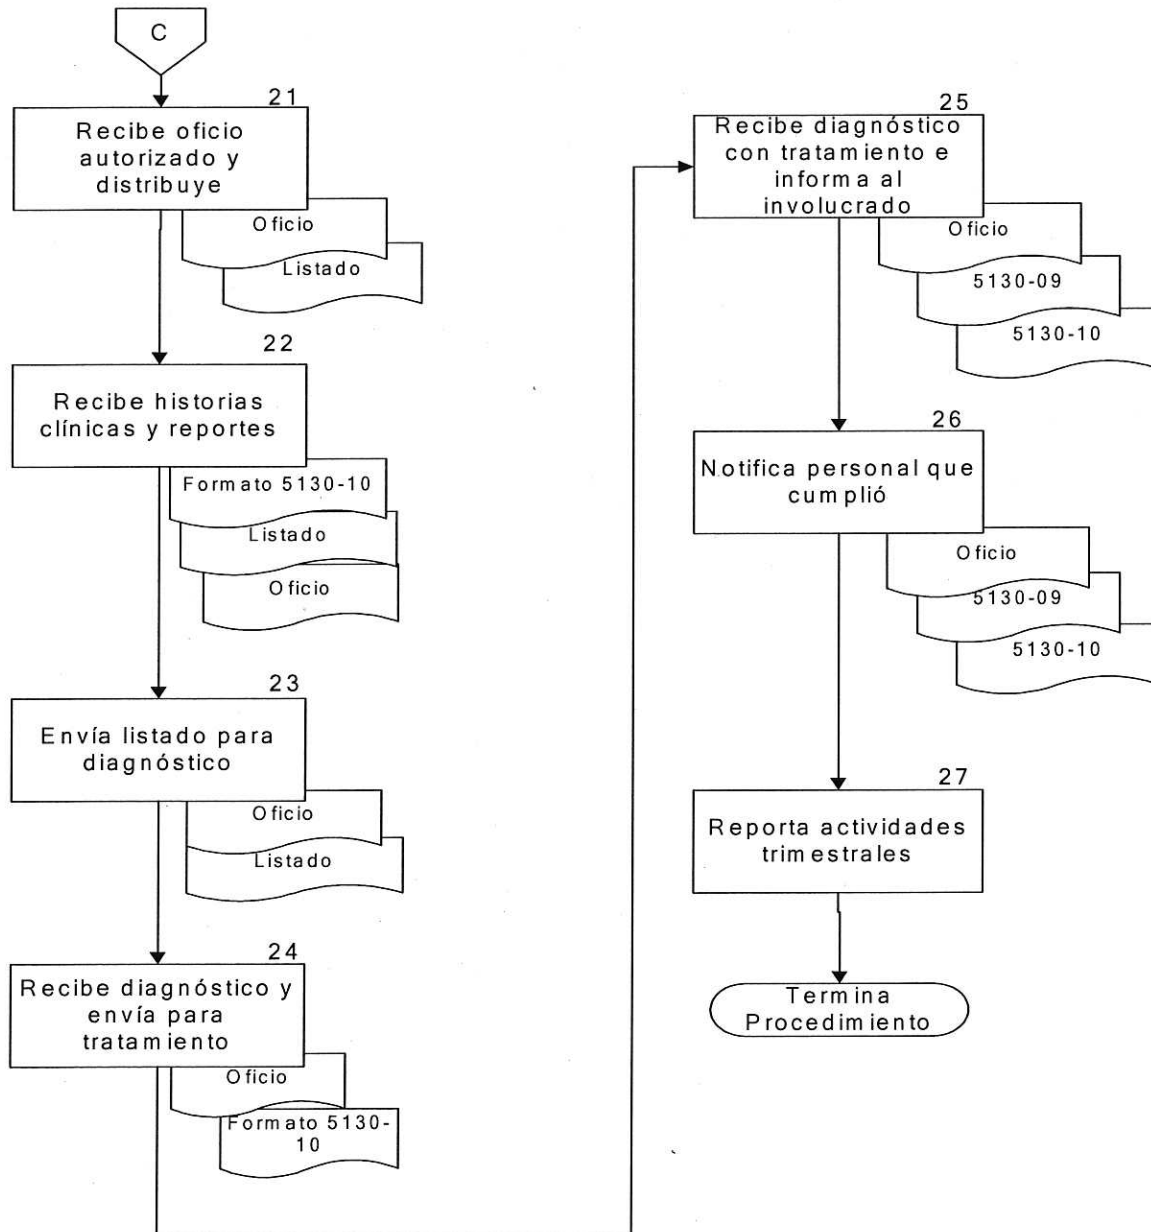 C
21
Recibe oficio
autorizado y
distribuye
Oficio
Listado
22
Recibe historias
clínicas y reportes
Formato 5130-10
Listado
Oficio
23
Envía listado para
diagnóstico
Oficio
Listado
24
Recibe diagnóstico y
envía para
tratamiento
Oficio
Formato 5130-
10
25
Recibe diagnóstico
con tratamiento e
informa al
involucrado
Oficio
5130-09
5130-10
26
Notifica personal que
cumplió
Oficio
5130-09
5130-10
27
Reporta actividades
trimestrales
Termina
Procedimiento